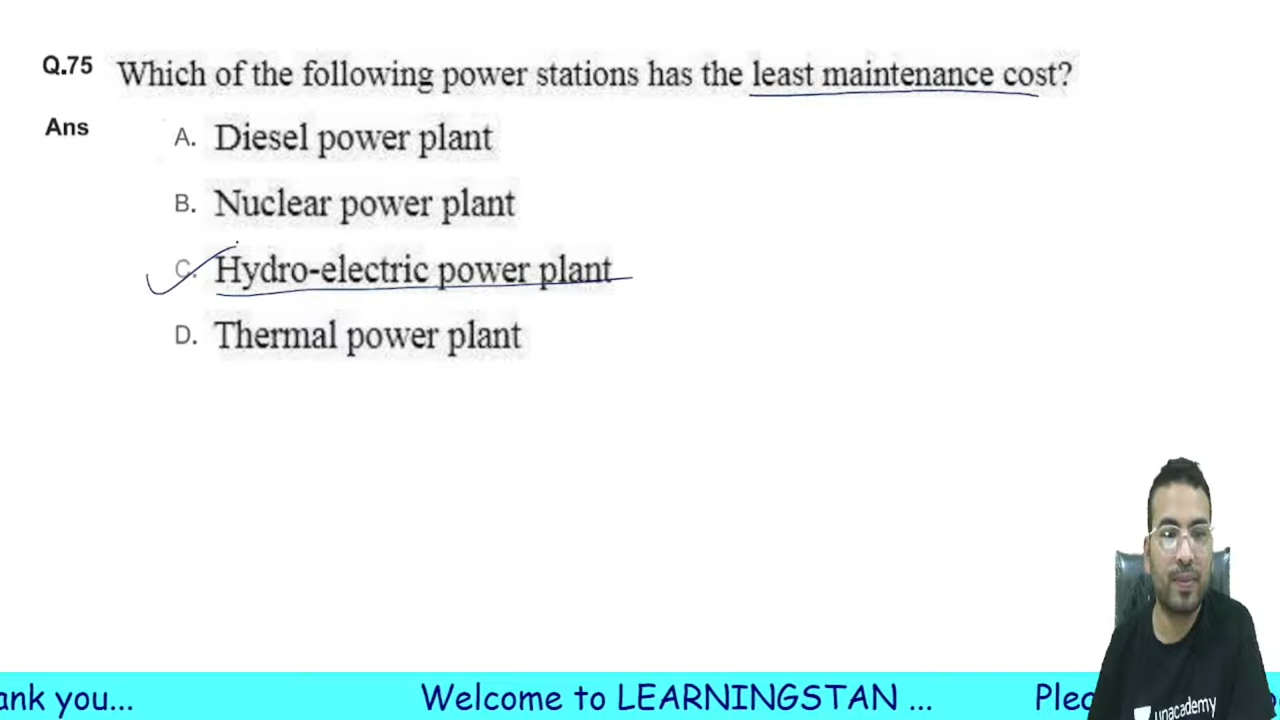 Q.75 Which of the following power stations has the least maintenance cost?
Ans
A. Diesel power plant
B. Nuclear power plant
C. Hydro-electric power plant
D. Thermal power plant
unacademy
ank you... Welcome to LEARNINGSTAN ...